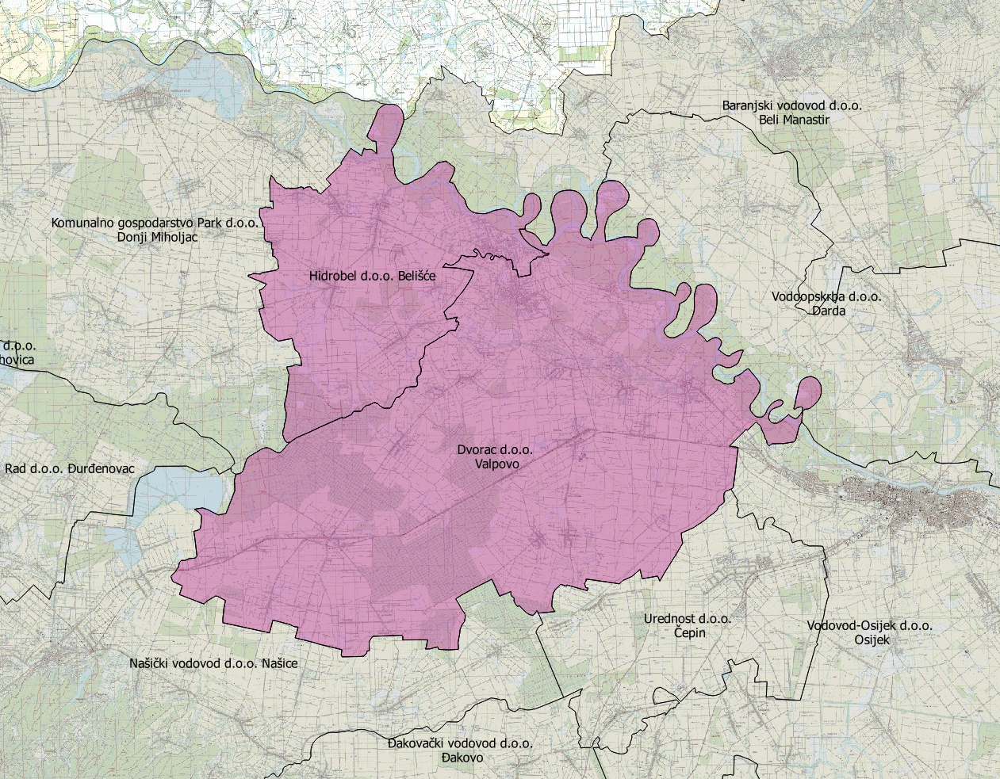 Baranjski vodovod d.o.o.
Beli Manastir
Komunalno gospodarstvo Park d.o.o.
Donji Miholjac
Hidrobel d.o.o. Belišće
Vodoopskrba d.o.o.
Darda
d.o.o.
hovica
Dvorac d.o.o.
Valpovo
Rad d.o.o. Đurđenovac
Urednost d.o.o.
Čepin
Vodovod-Osijek d.o.o.
Osijek
Našički vodovod d.o.o. Našice
Đakovački vodovod d.o.o.
Đakovo